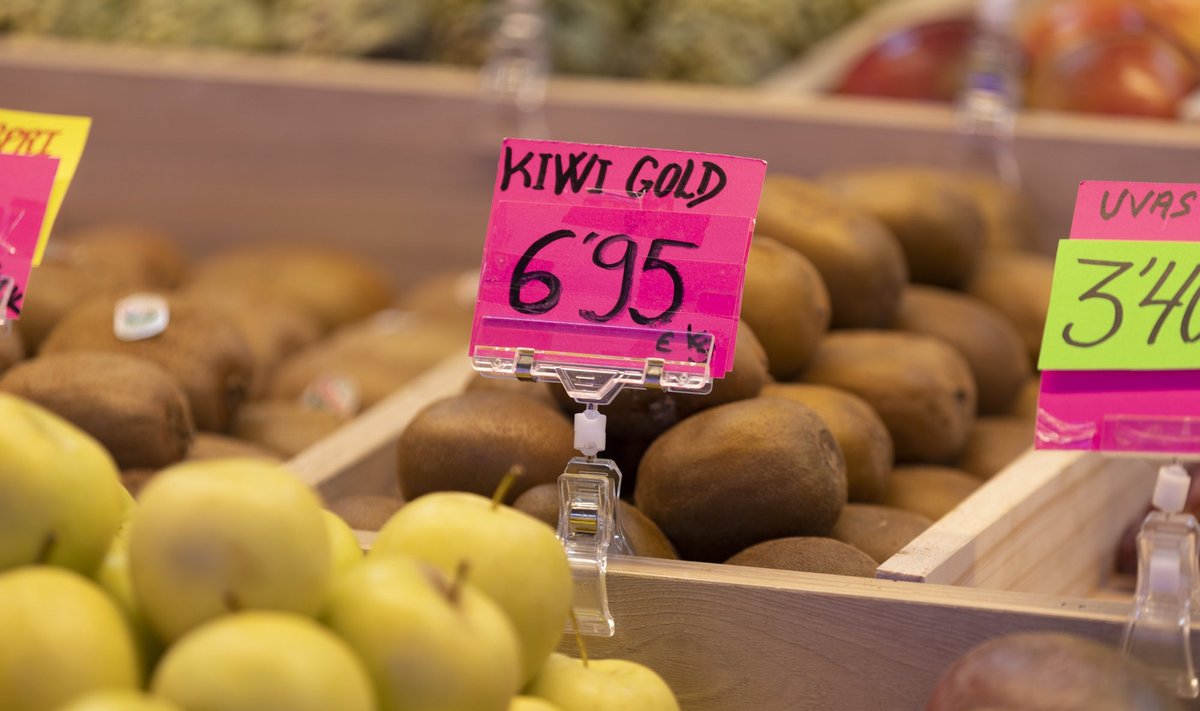 KIWI GOLD
6'95
€ KG
UVAS
3'40